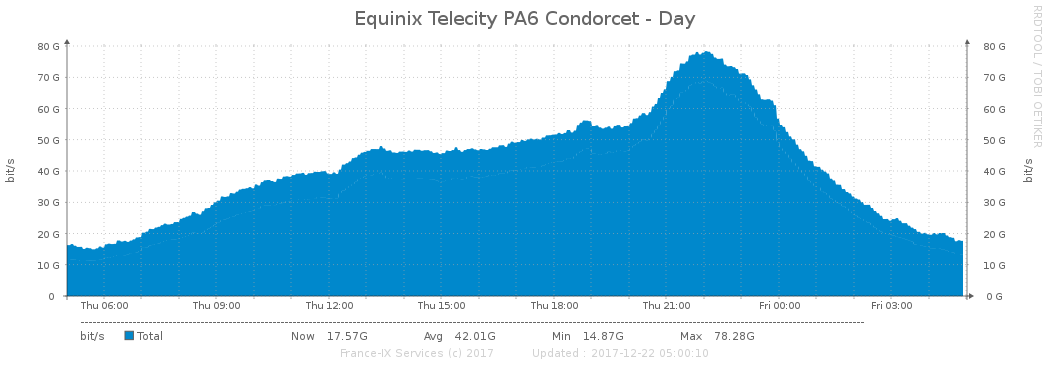 Equinix Telecity PA6 Condorcet - Day
RRDTOOL / TOBI OETIKER
80 G 80 G
70 G 70 G
60 G 60 G
50 G 50 G
40 G 40 G
30 G 30 G
20 G 20 G
10 G 10 G
0 0 G
bit/s bit/s
Thu 06:00 Thu 09:00 Thu 12:00 Thu 15:00 Thu 18:00 Thu 21:00 Fri 00:00 Fri 03:00
bit/s Total Now 17.57G Avg 42.01G Min 14.87G Max 78.28G
France-IX Services (c) 2017 Updated : 2017-12-22 05:00:10